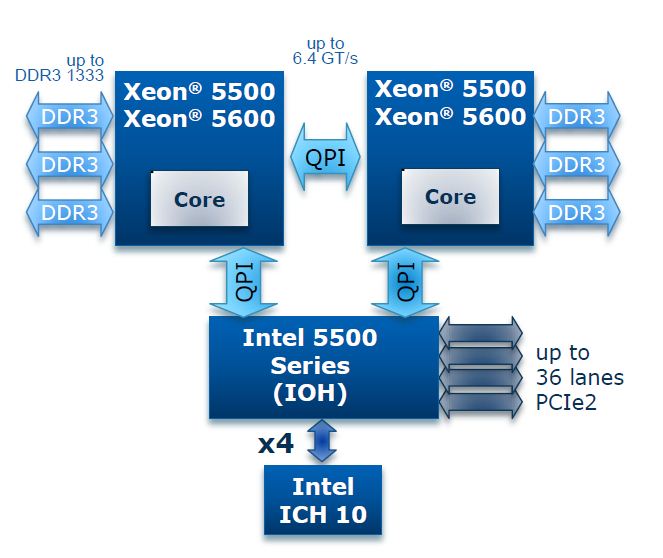 up to
DDR3 1333
up to
6.4 GT/s
Xeon® 5500
Xeon® 5600
Xeon® 5500
Xeon® 5600
DDR3
DDR3
DDR3
QPI
DDR3
DDR3
DDR3
Core
Core
QPI
QPI
Intel 5500
Series
(IOH)
up to
36 lanes
PCIe2
x4
Intel
ICH 10